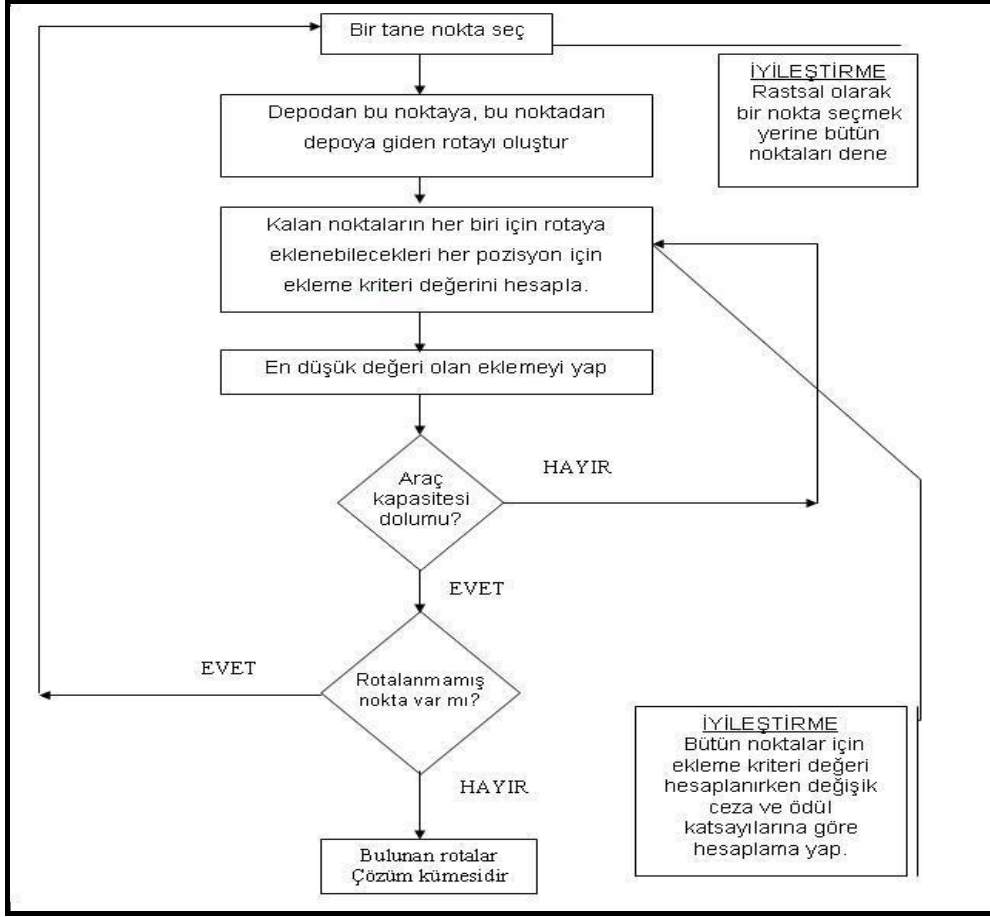 Bir tane nokta seç
İYİLEŞTİRME
Rastsal olarak
bir nokta seçmek
yerine bütün
noktaları dene
Depodan bu noktaya, bu noktadan
depoya giden rotayı oluştur
Kalan noktaların her biri için rotaya
eklenebilecekleri her pozisyon için
ekleme kriteri değerini hesapla.
En düşük değeri olan eklemeyi yap
Araç
kapasitesi
dolumu?
HAYIR
EVET
Rotalanmamış
nokta var mı?
EVET
HAYIR
İYİLEŞTİRME
Bütün noktalar için
ekleme kriteri değeri
hesaplanırken değişik
ceza ve ödül
katsayılarına göre
hesaplama yap.
Bulunan rotalar
Çözüm kümesidir